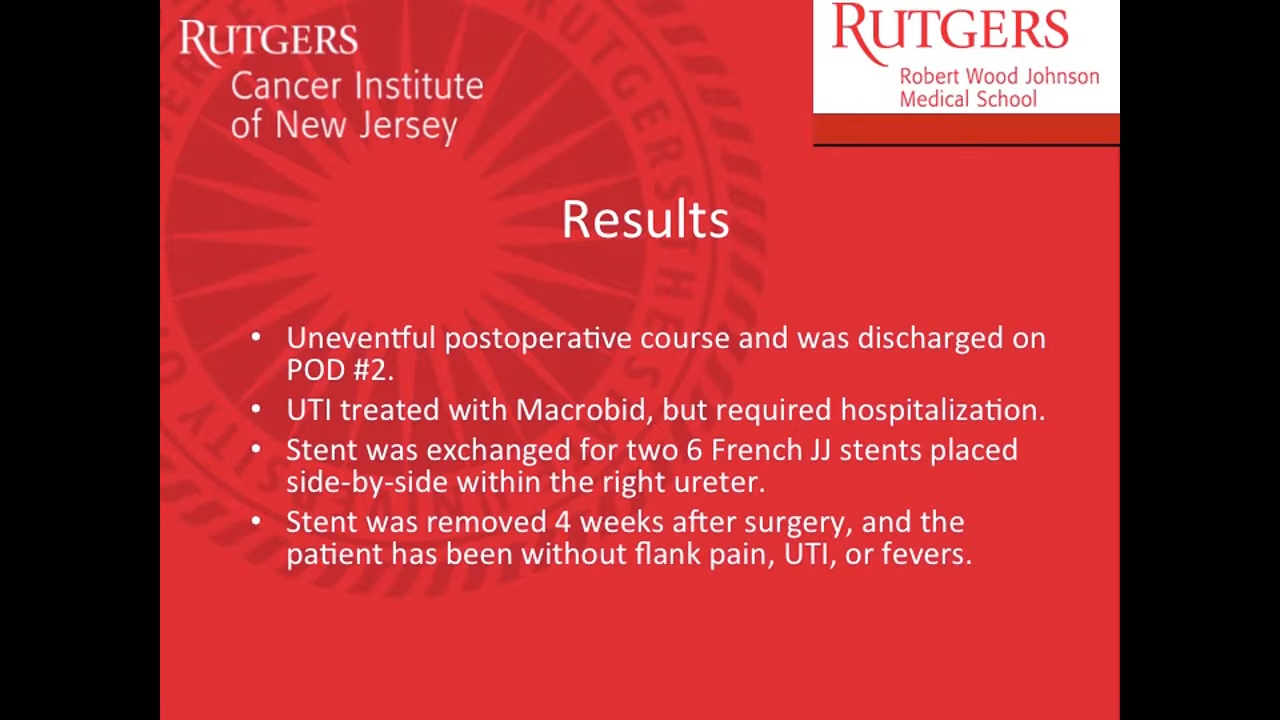 RUTGERS
Cancer Institute
of New Jersey
RUTGERS
Robert Wood Johnson
Medical School
Results
• Uneventful postoperative course and was discharged on
POD #2.
• UTI treated with Macrobid, but required hospitalization.
• Stent was exchanged for two 6 French JJ stents placed
side-by-side within the right ureter.
• Stent was removed 4 weeks after surgery, and the
patient has been without flank pain, UTI, or fevers.